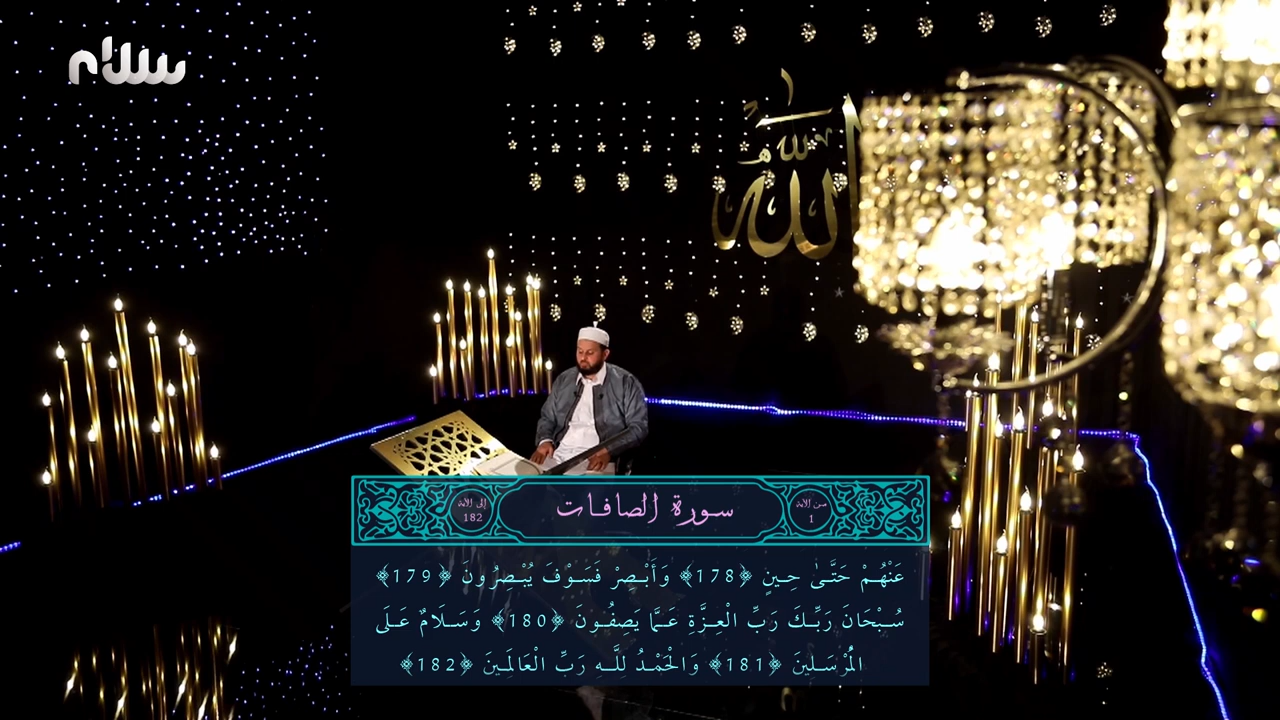 سلام
الله
من الآية
1
سورة الصافات
إلى الآية
182
عَنْهُمْ حَتَّىٰ حِينٍ ﴿178﴾ وَأَبْصِرْ فَسَوْفَ يُبْصِرُونَ ﴿179﴾
سُبْحَانَ رَبِّكَ رَبِّ الْعِزَّةِ عَمَّا يَصِفُونَ ﴿180﴾ وَسَلَامٌ عَلَى
الْمُرْسَلِينَ ﴿181﴾ وَالْحَمْدُ لِلَّهِ رَبِّ الْعَالَمِينَ ﴿182﴾